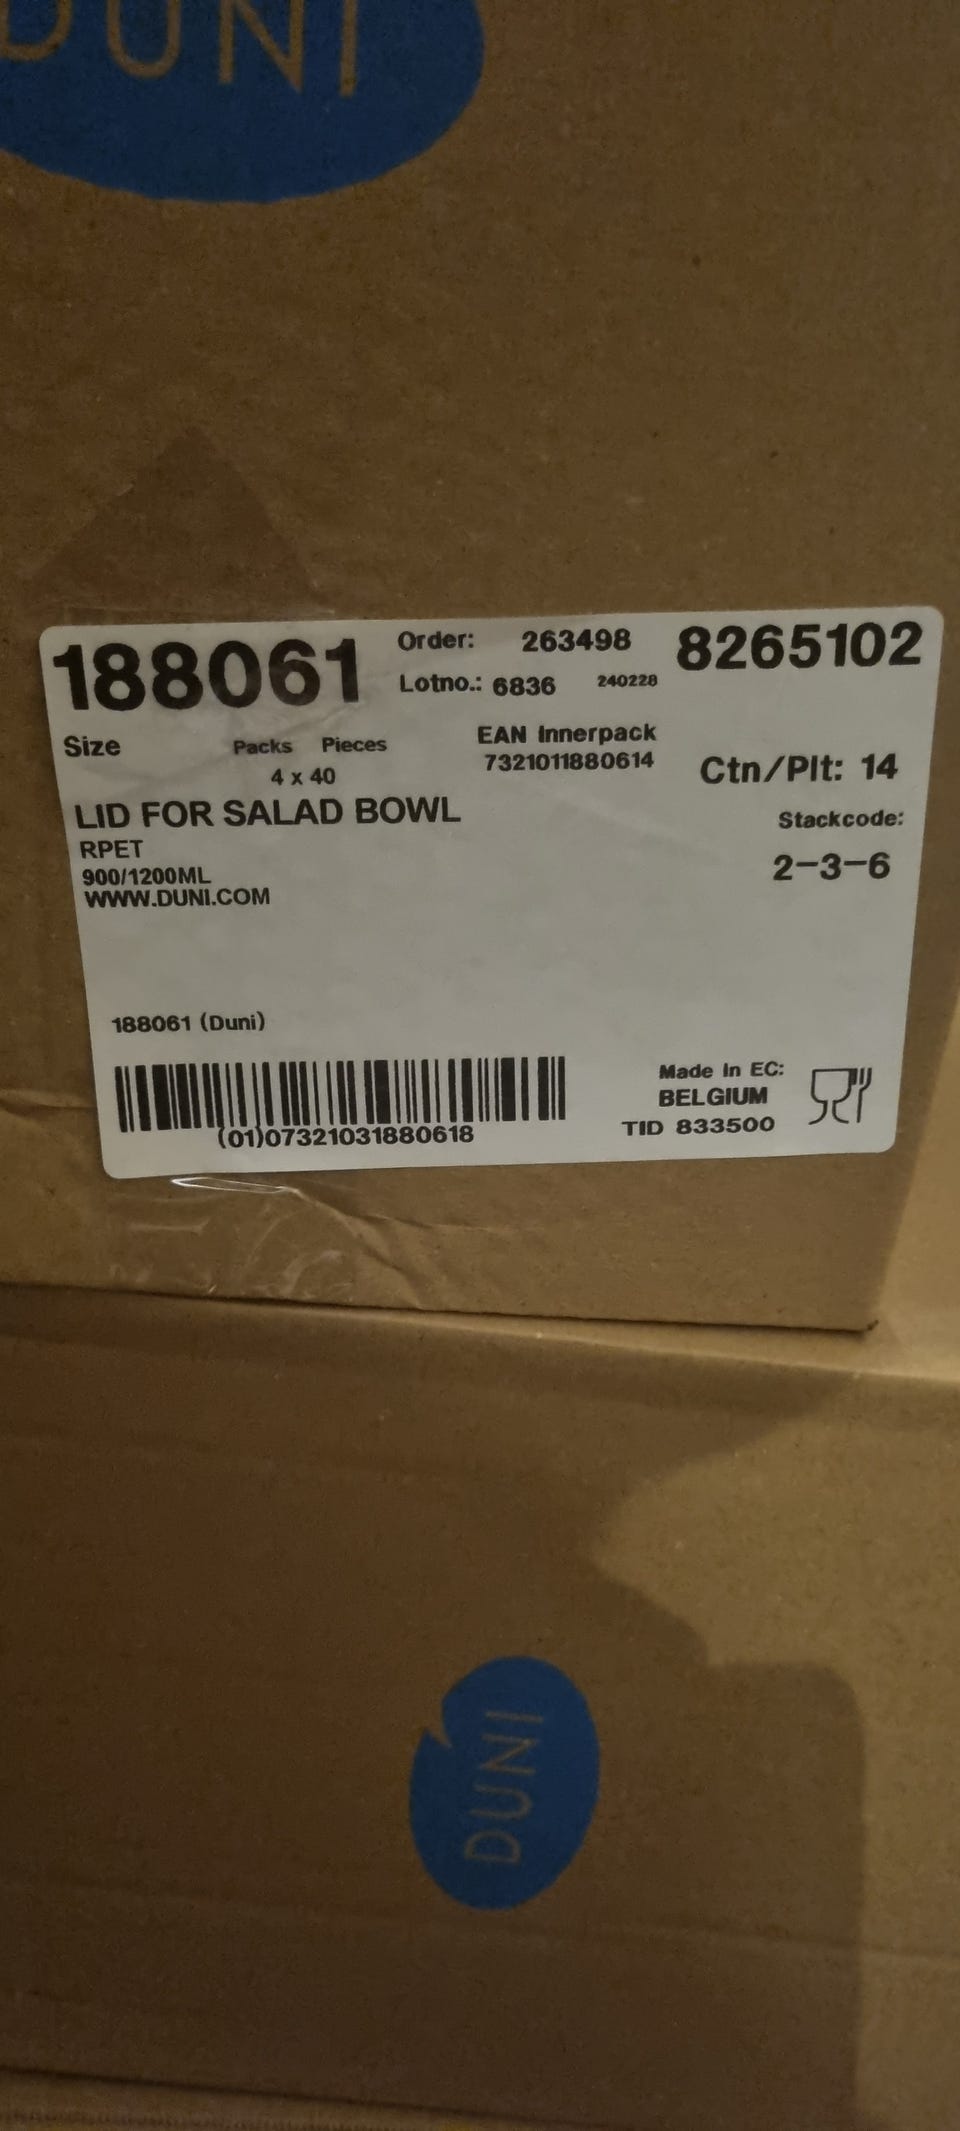 DUNI
188061 Order: 263498 8265102
Lotno.: 6836 240228
Size Packs Pieces EAN Innerpack
4 x 40 7321011880614 Ctn/Plt: 14
LID FOR SALAD BOWL Stackcode:
RPET 2-3-6
900/1200ML
WWW.DUNI.COM
188061 (Duni)
(01)07321031880618
Made In EC:
BELGIUM
TID 833500
DUNI